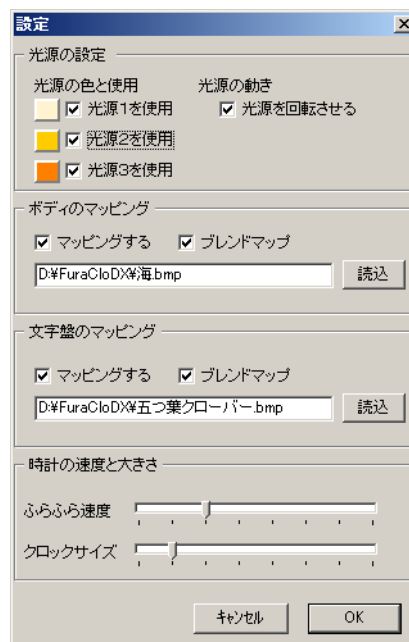 設定
光源の設定
光源の色と使用
光源の動き
光源1を使用
光源を回転させる
光源2を使用
光源3を使用
ボディのマッピング
マッピングする
ブレンドマップ
D:¥FuraCloDX¥海.bmp
読込
文字盤のマッピング
マッピングする
ブレンドマップ
D:¥FuraCloDX¥五つ葉クローバー.bmp
読込
時計の速度と大きさ
ふらふら速度
クロックサイズ
キャンセル
OK